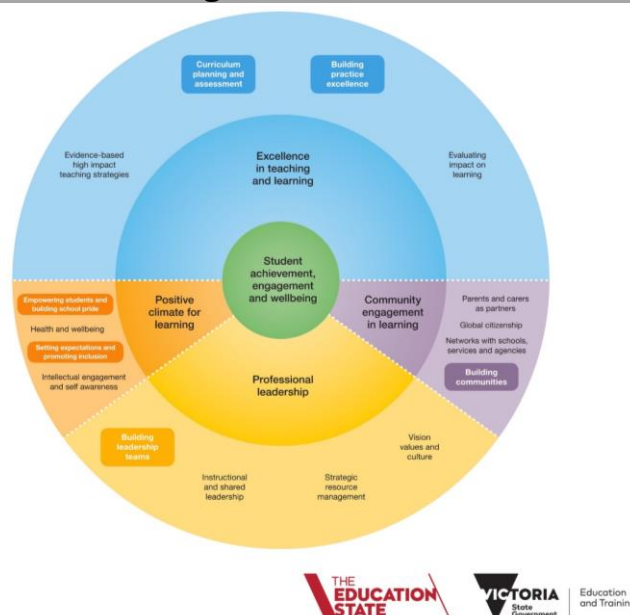 Curriculum
planning and
assessment
Building
practice
excellence
Evidence-based
high impact
teaching strategies
Excellence
in teaching
and learning
Evaluating
impact on
learning
Student
achievement,
engagement
and wellbeing
Empowering students and
building school pride
Health and wellbeing
Setting expectations and
promoting inclusion
Intellectual engagement
and self awareness
Positive
climate for
learning
Community
engagement
in learning
Parents and carers
as partners
Global citizenship
Networks with schools,
services and agencies
Building
communities
Professional
leadership
Building
leadership
teams
Instructional
and shared
leadership
Strategic
resource
management
Vision
values and
culture
THE
EDUCATION
STATE
VICTORIA
State
Government
Education
and Trainin